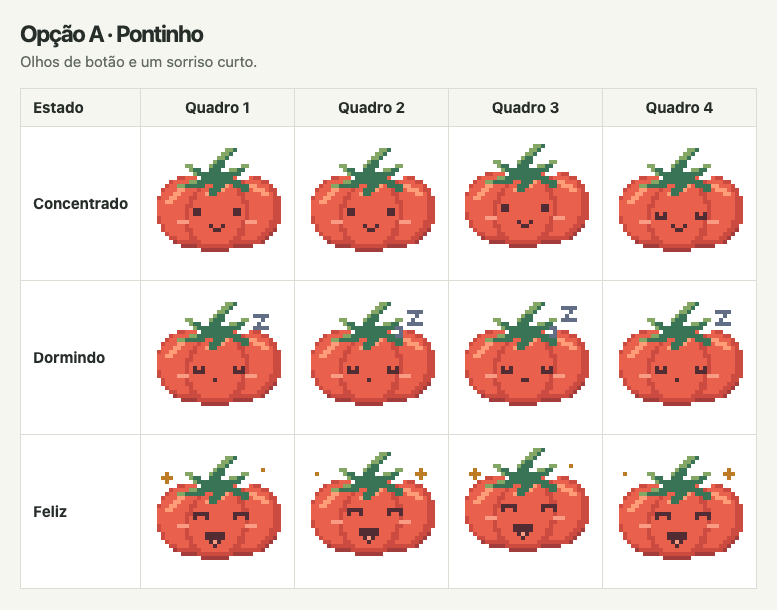 Opção A · Pontinho
Olhos de botão e um sorriso curto.
Estado Quadro 1 Quadro 2 Quadro 3 Quadro 4
Concentrado
Z Z Z Z
Dormindo
Feliz